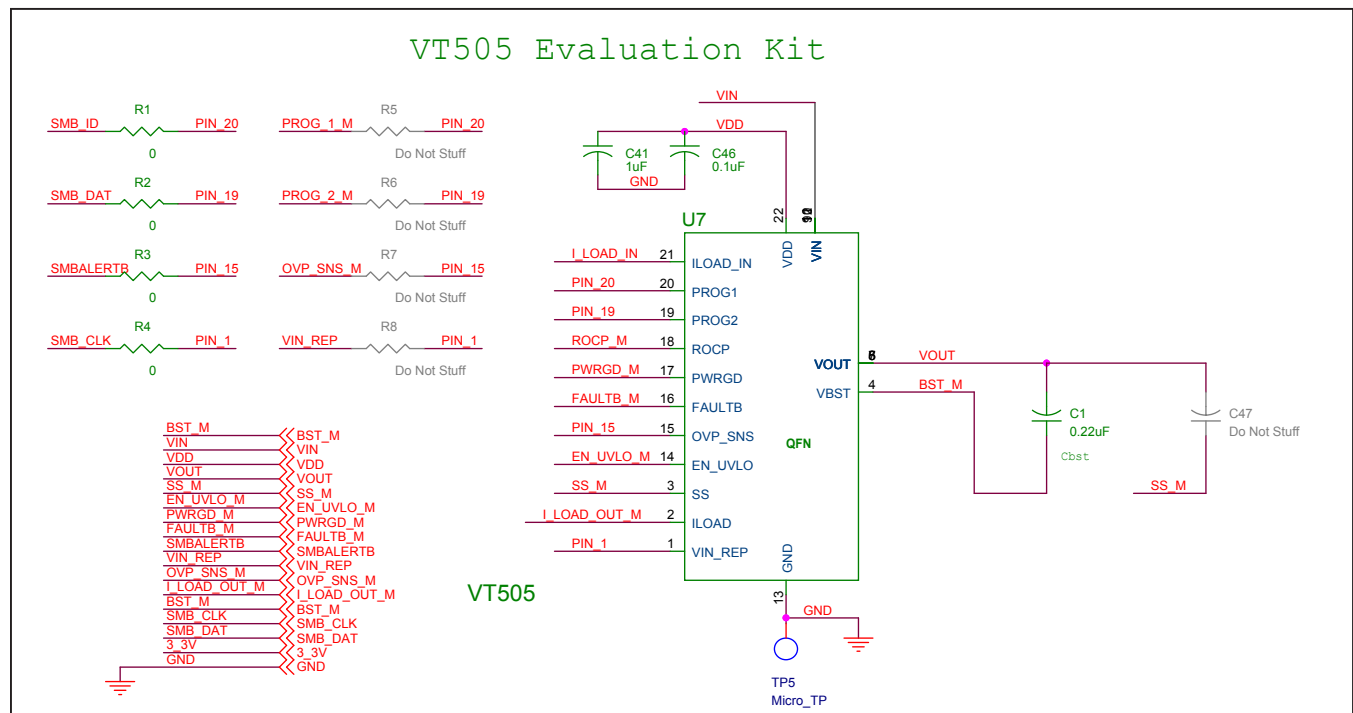 VT505 Evaluation Kit
R1
SMB_ID
PIN_20
0
R5
PROG_1_M
PIN_20
Do Not Stuff
R2
SMB_DAT
PIN_19
0
R6
PROG_2_M
PIN_19
Do Not Stuff
R3
SMBALERTB
PIN_15
0
R7
OVP_SNS_M
PIN_15
Do Not Stuff
R4
SMB_CLK
PIN_1
0
R8
VIN_REP
PIN_1
Do Not Stuff
VIN
VDD
C41
1uF
C46
0.1uF
GND
U7
22
VDD
VIN
I_LOAD_IN 21 ILOAD_IN
PIN_20 20 PROG1
PIN_19 19 PROG2
ROCP_M 18 ROCP
PWRGD_M 17 PWRGD
FAULTB_M 16 FAULTB
PIN_15 15 OVP_SNS
EN_UVLO_M 14 EN_UVLO
SS_M 3 SS
I_LOAD_OUT_M 2 ILOAD
PIN_1 1 VIN_REP
QFN
VOUT VOUT
VBST 4 BST_M
GND
13
GND
TP5
Micro_TP
C1
0.22uF
Cbst
C47
Do Not Stuff
SS_M
VT505
BST_M BST_M
VIN VIN
VDD VDD
VOUT VOUT
SS_M SS_M
EN_UVLO_M EN_UVLO_M
PWRGD_M PWRGD_M
FAULTB_M FAULTB_M
SMBALERTB SMBALERTB
VIN_REP VIN_REP
OVP_SNS_M OVP_SNS_M
I_LOAD_OUT_M I_LOAD_OUT_M
BST_M BST_M
SMB_CLK SMB_CLK
SMB_DAT SMB_DAT
3_3V 3_3V
GND GND